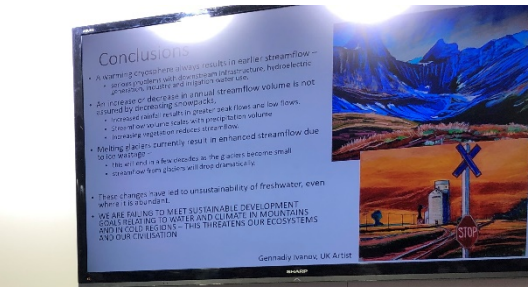 Conclusions
• A warming Cryosphere always results in earlier streamflow –
• serious problems with downstream infrastructure, hydroelectric
generation, industry and irrigation water use.
• An increase or decrease in annual streamflow volume is not
assured by decreasing snowpacks,
• Increased rainfall results in greater peak flows and low flows.
• Streamflow volume scales with precipitation volume
• Increasing vegetation reduces streamflow.
• Melting glaciers currently result in enhanced streamflow due
to ice wastage –
• This will end in a few decades as the glaciers become small
• streamflow from glaciers will drop dramatically.
• These changes have led to unsustainability of freshwater, even
where it is abundant.
• WE ARE FAILING TO MEET SUSTAINABLE DEVELOPMENT
GOALS RELATING TO WATER AND CLIMATE IN MOUNTAINS
AND IN COLD REGIONS – THIS THREATENS OUR ECOSYSTEMS
AND OUR CIVILISATION
Gennadiy Ivanov, UK Artist
STOP
SHARP